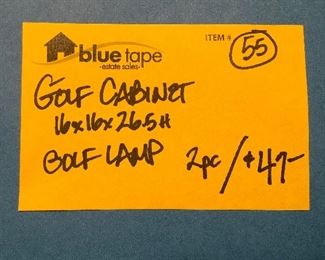 ITEM # 55
blue tape
-estate sales-
GOLF CABINET
16x16x26.5H
GOLF LAMP 2pc/$47-